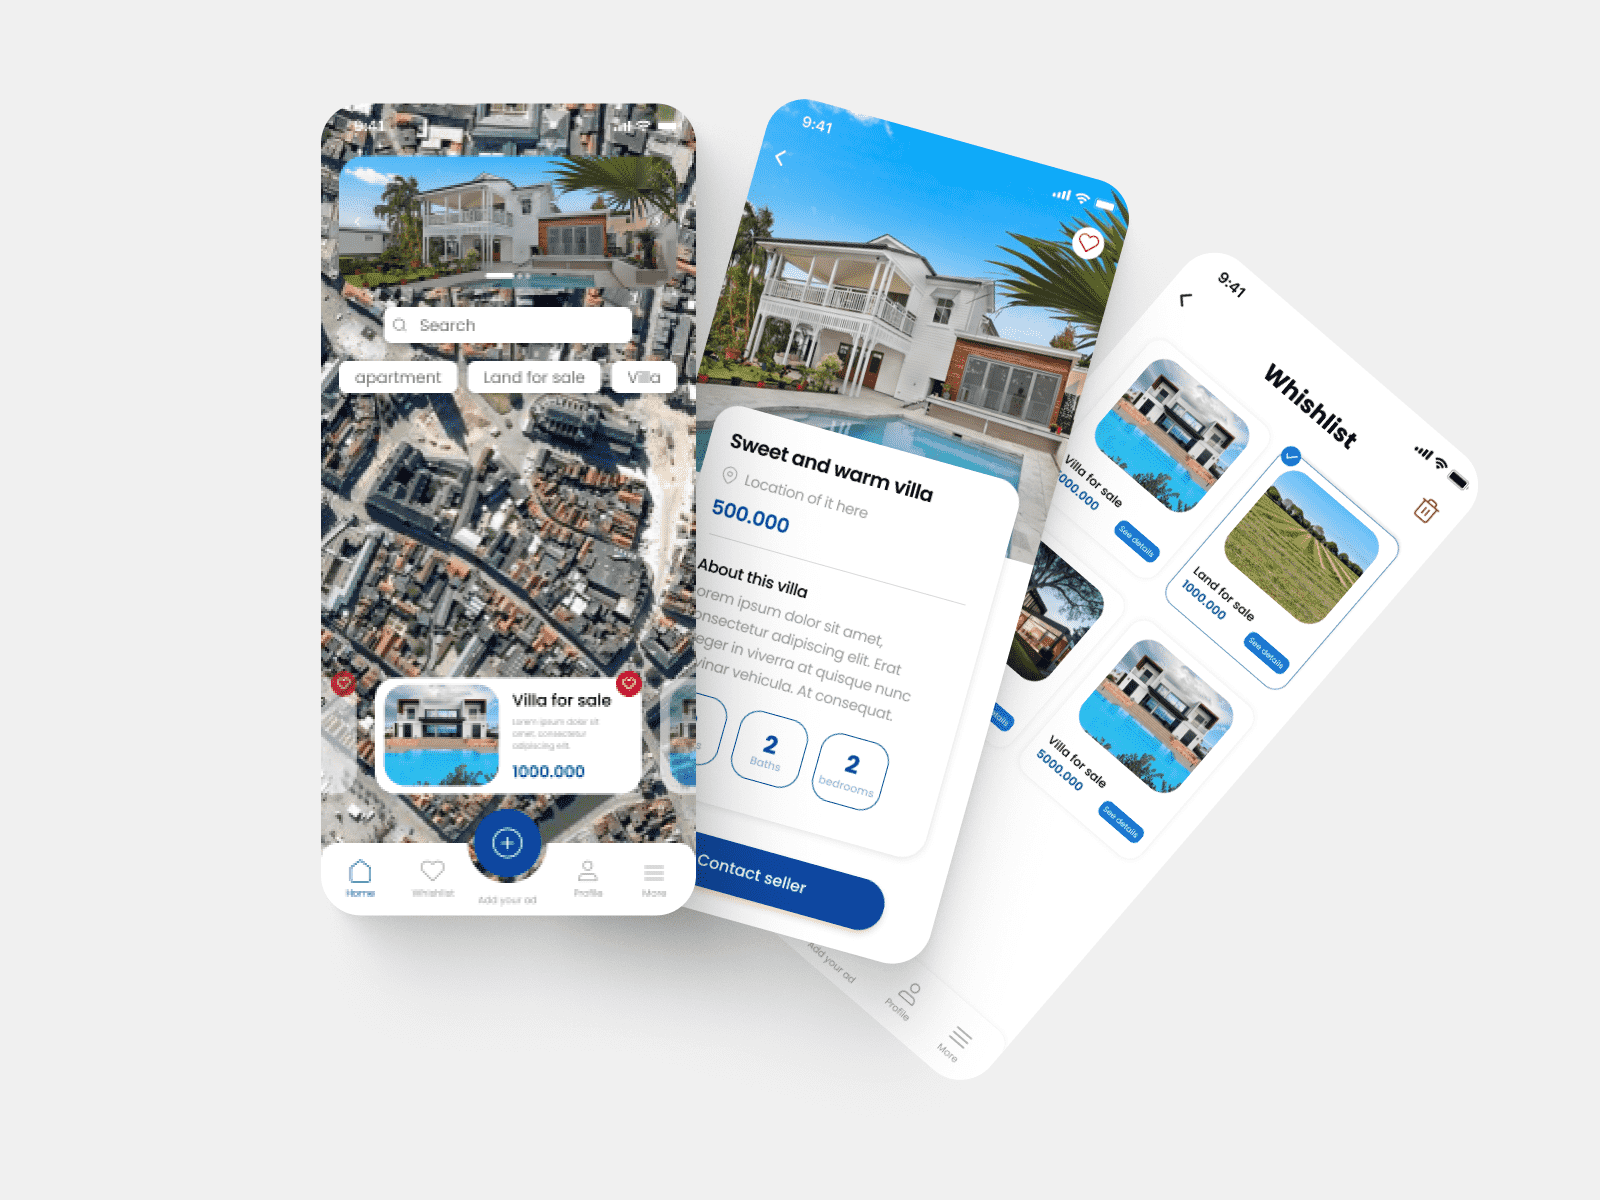 9:41
Search
apartment
Land for sale
Villa
Villa for sale
Lorem ipsum dolor sit
amet, consectetur
adipiscing elit.
1000.000
Home
Whishlist
Add your ad
Profile
More
9:41
Sweet and warm villa
Location of it here
500.000
About this villa
orem ipsum dolor sit amet,
onsectetur adipiscing elit. Erat
eger in viverra at quisque nunc
vinar vehicula. At consequat.
s
2
Baths
2
bedrooms
Contact seller
9:41
Whishlist
Villa for sale
000.000
See details
Land for sale
1000.000
See details
etails
Villa for sale
5000.000
See details
Add your ad
Profile
More